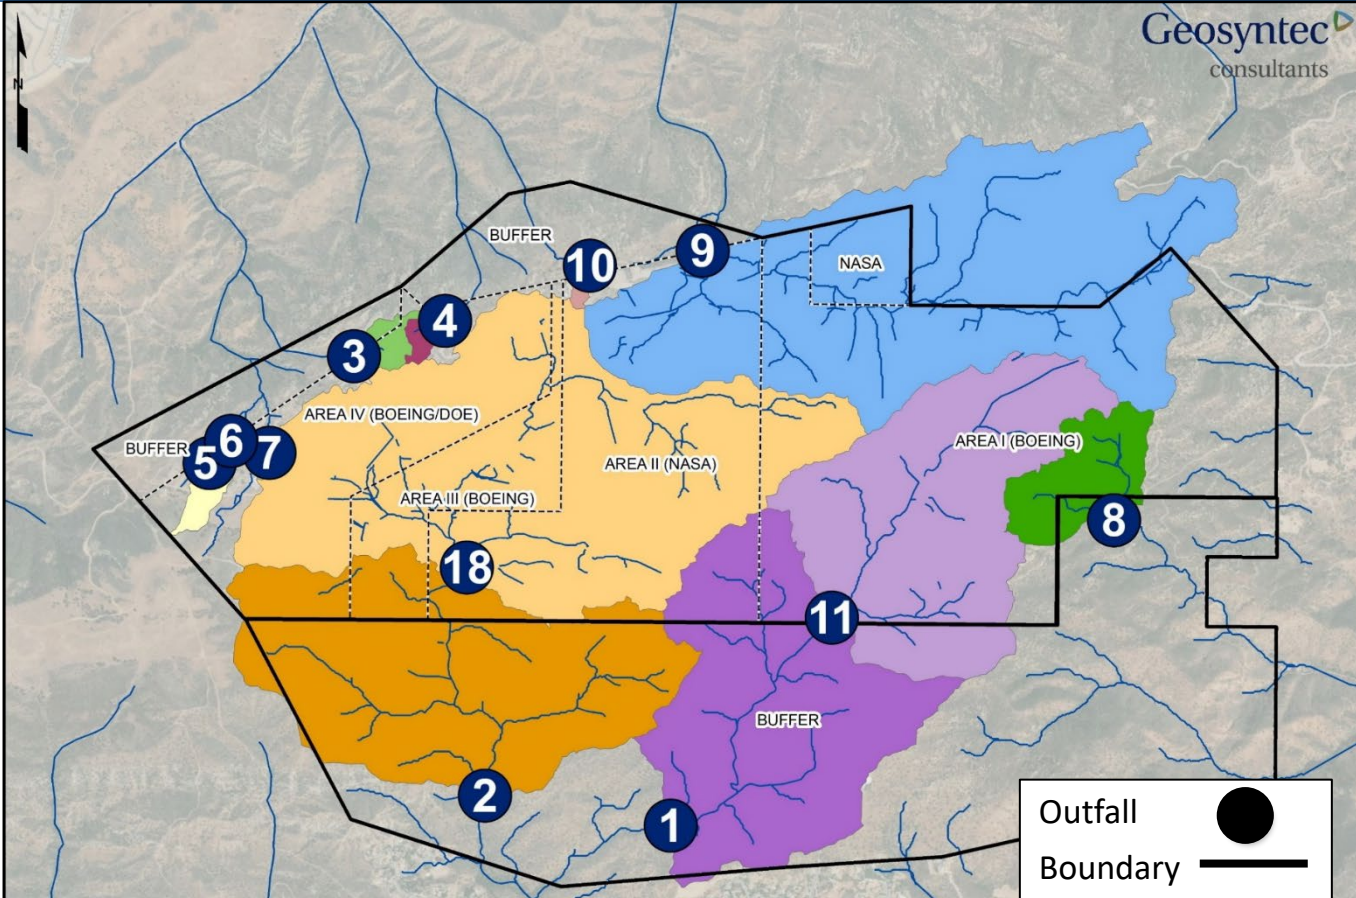 Geosyntec
consultants
N
BUFFER
10
9
NASA
4
3
AREA IV (BOEING/DOE)
BUFFER
6
5
7
AREA I (BOEING)
AREA II (NASA)
AREA III (BOEING)
8
18
11
BUFFER
2
1
Outfall
Boundary